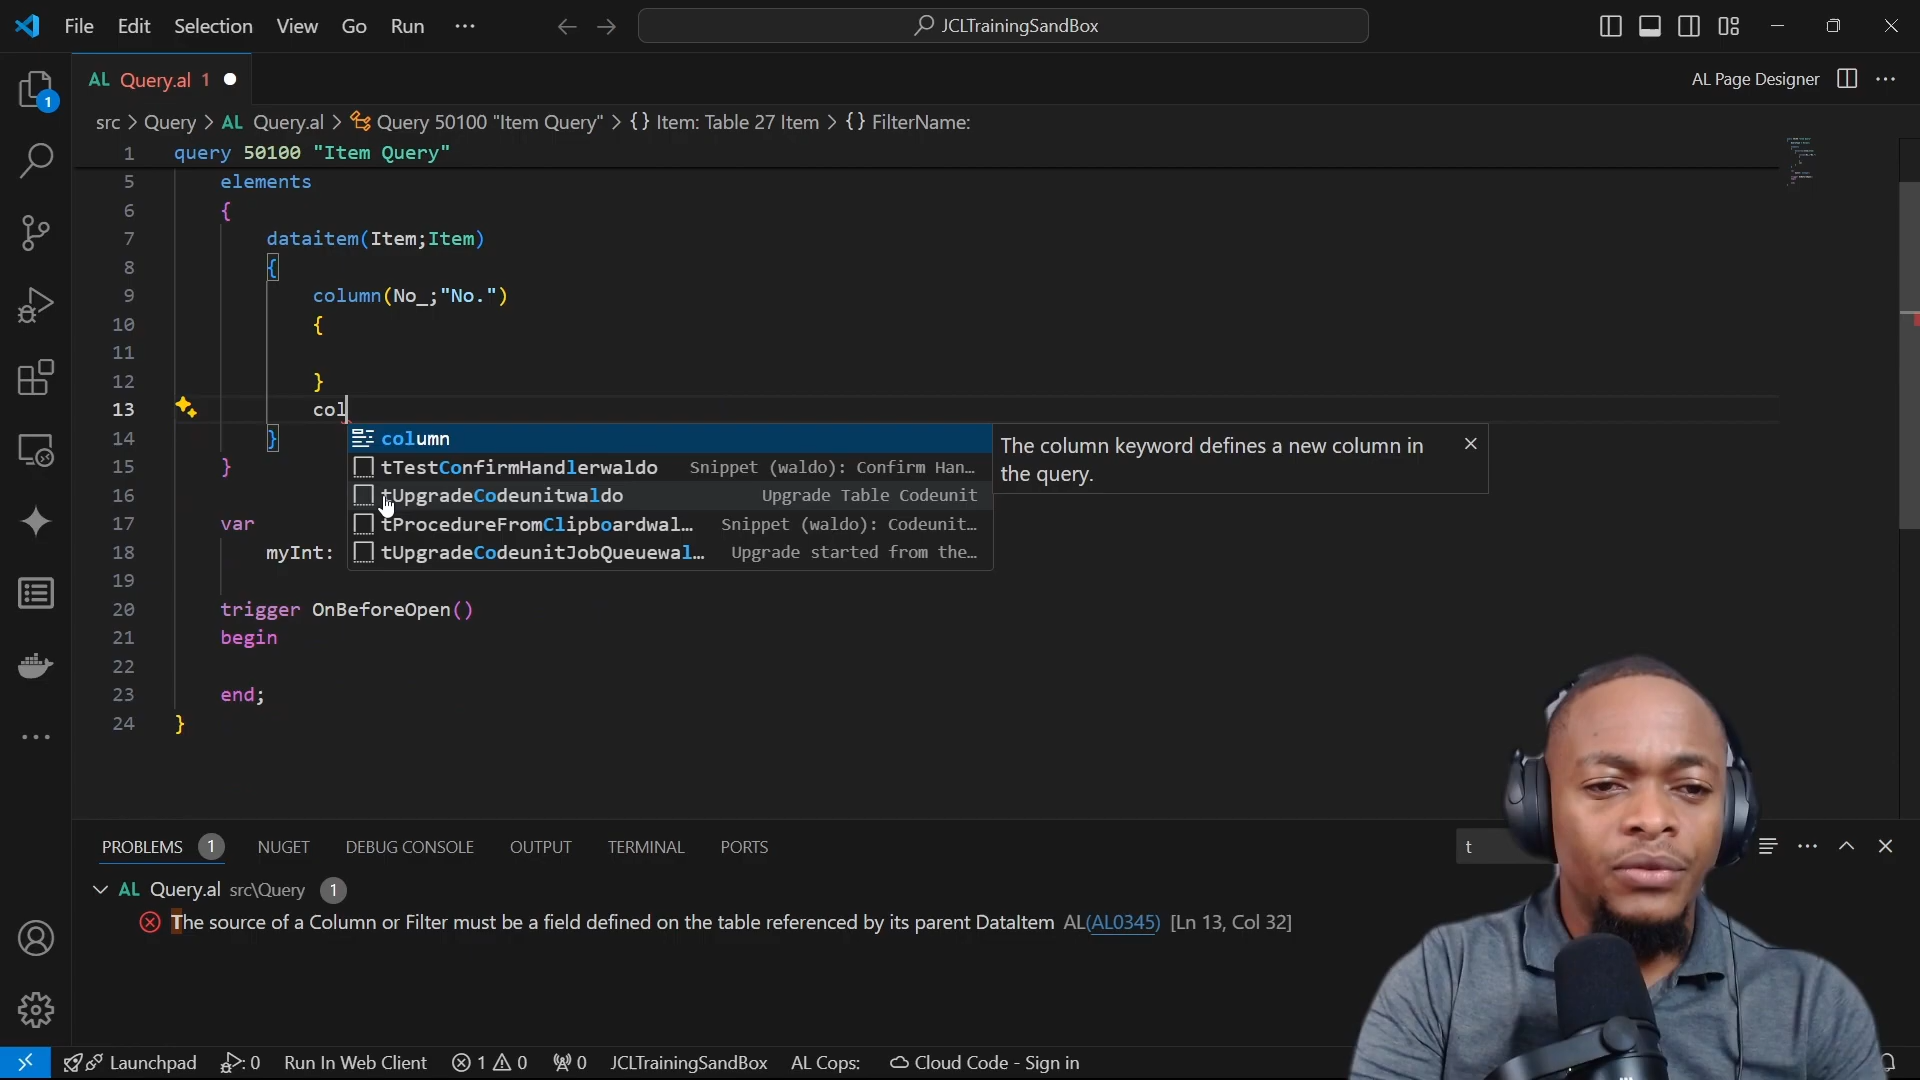 File Edit Selection View Go Run ···
JCLTrainingSandBox
AL Query.al 1
AL Page Designer
src > Query > AL Query.al > Query 50100 "Item Query" > {} Item: Table 27 Item > {} FilterName:
1 query 50100 "Item Query"
5 elements
6 {
7 dataitem(Item;Item)
8 {
9 column(No_;"No.")
10 {
11
12 }
13 col
14 }
15 }
16
17 var
18 myInt:
19
20 trigger OnBeforeOpen()
21 begin
22
23 end;
24 }
column
tTestConfirmHandlerwaldo Snippet (waldo): Confirm Han…
tUpgradeCodeunitwaldo Upgrade Table Codeunit
tProcedureFromClipboardwal… Snippet (waldo): Codeunit…
tUpgradeCodeunitJobQueuewal… Upgrade started from the…
The column keyword defines a new column in
the query.
1
PROBLEMS 1 NUGET DEBUG CONSOLE OUTPUT TERMINAL PORTS
t
AL Query.al src\Query 1
The source of a Column or Filter must be a field defined on the table referenced by its parent DataItem AL(AL0345) [Ln 13, Col 32]
Launchpad 0 Run In Web Client 1 0 0 JCLTrainingSandBox AL Cops: Cloud Code - Sign in